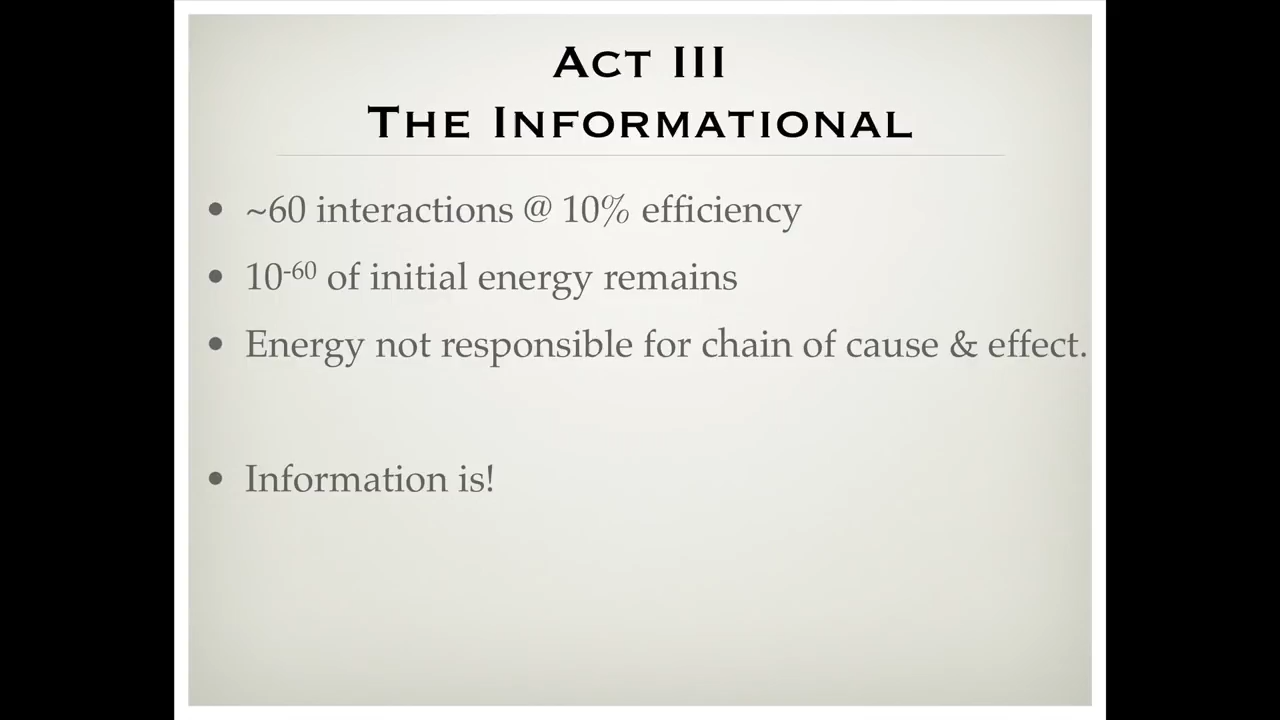 Act III
The Informational
• ~60 interactions @ 10% efficiency
• 10⁻⁶⁰ of initial energy remains
• Energy not responsible for chain of cause & effect.
• Information is!